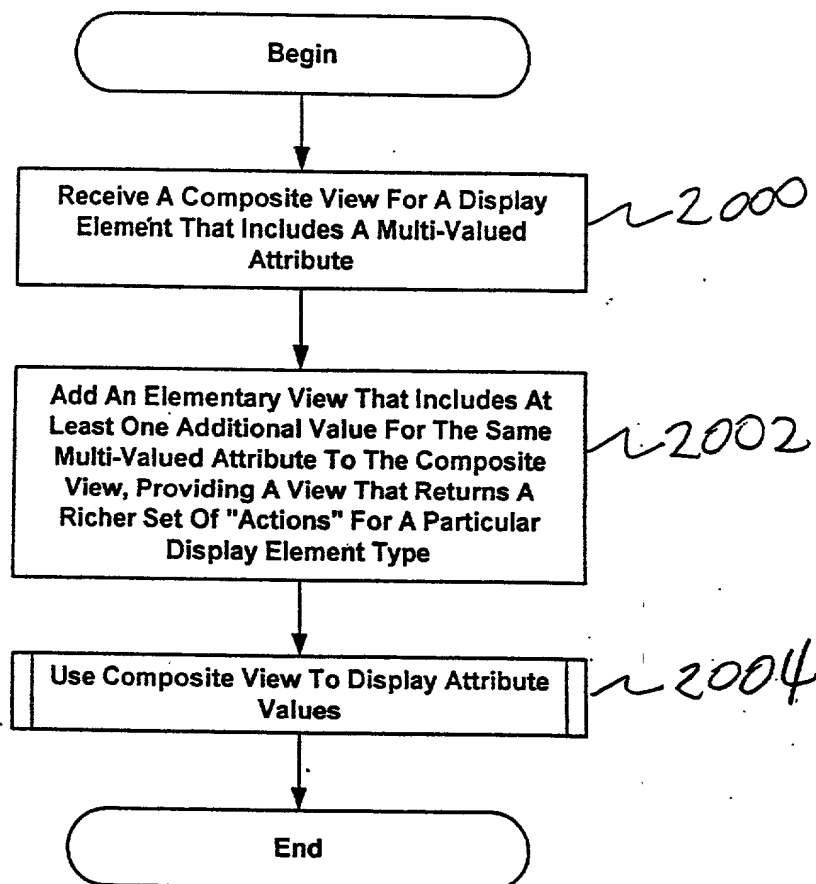 Begin
Receive A Composite View For A Display
Element That Includes A Multi-Valued
Attribute
2000
Add An Elementary View That Includes At
Least One Additional Value For The Same
Multi-Valued Attribute To The Composite
View, Providing A View That Returns A
Richer Set Of "Actions" For A Particular
Display Element Type
2002
Use Composite View To Display Attribute
Values
2004
End